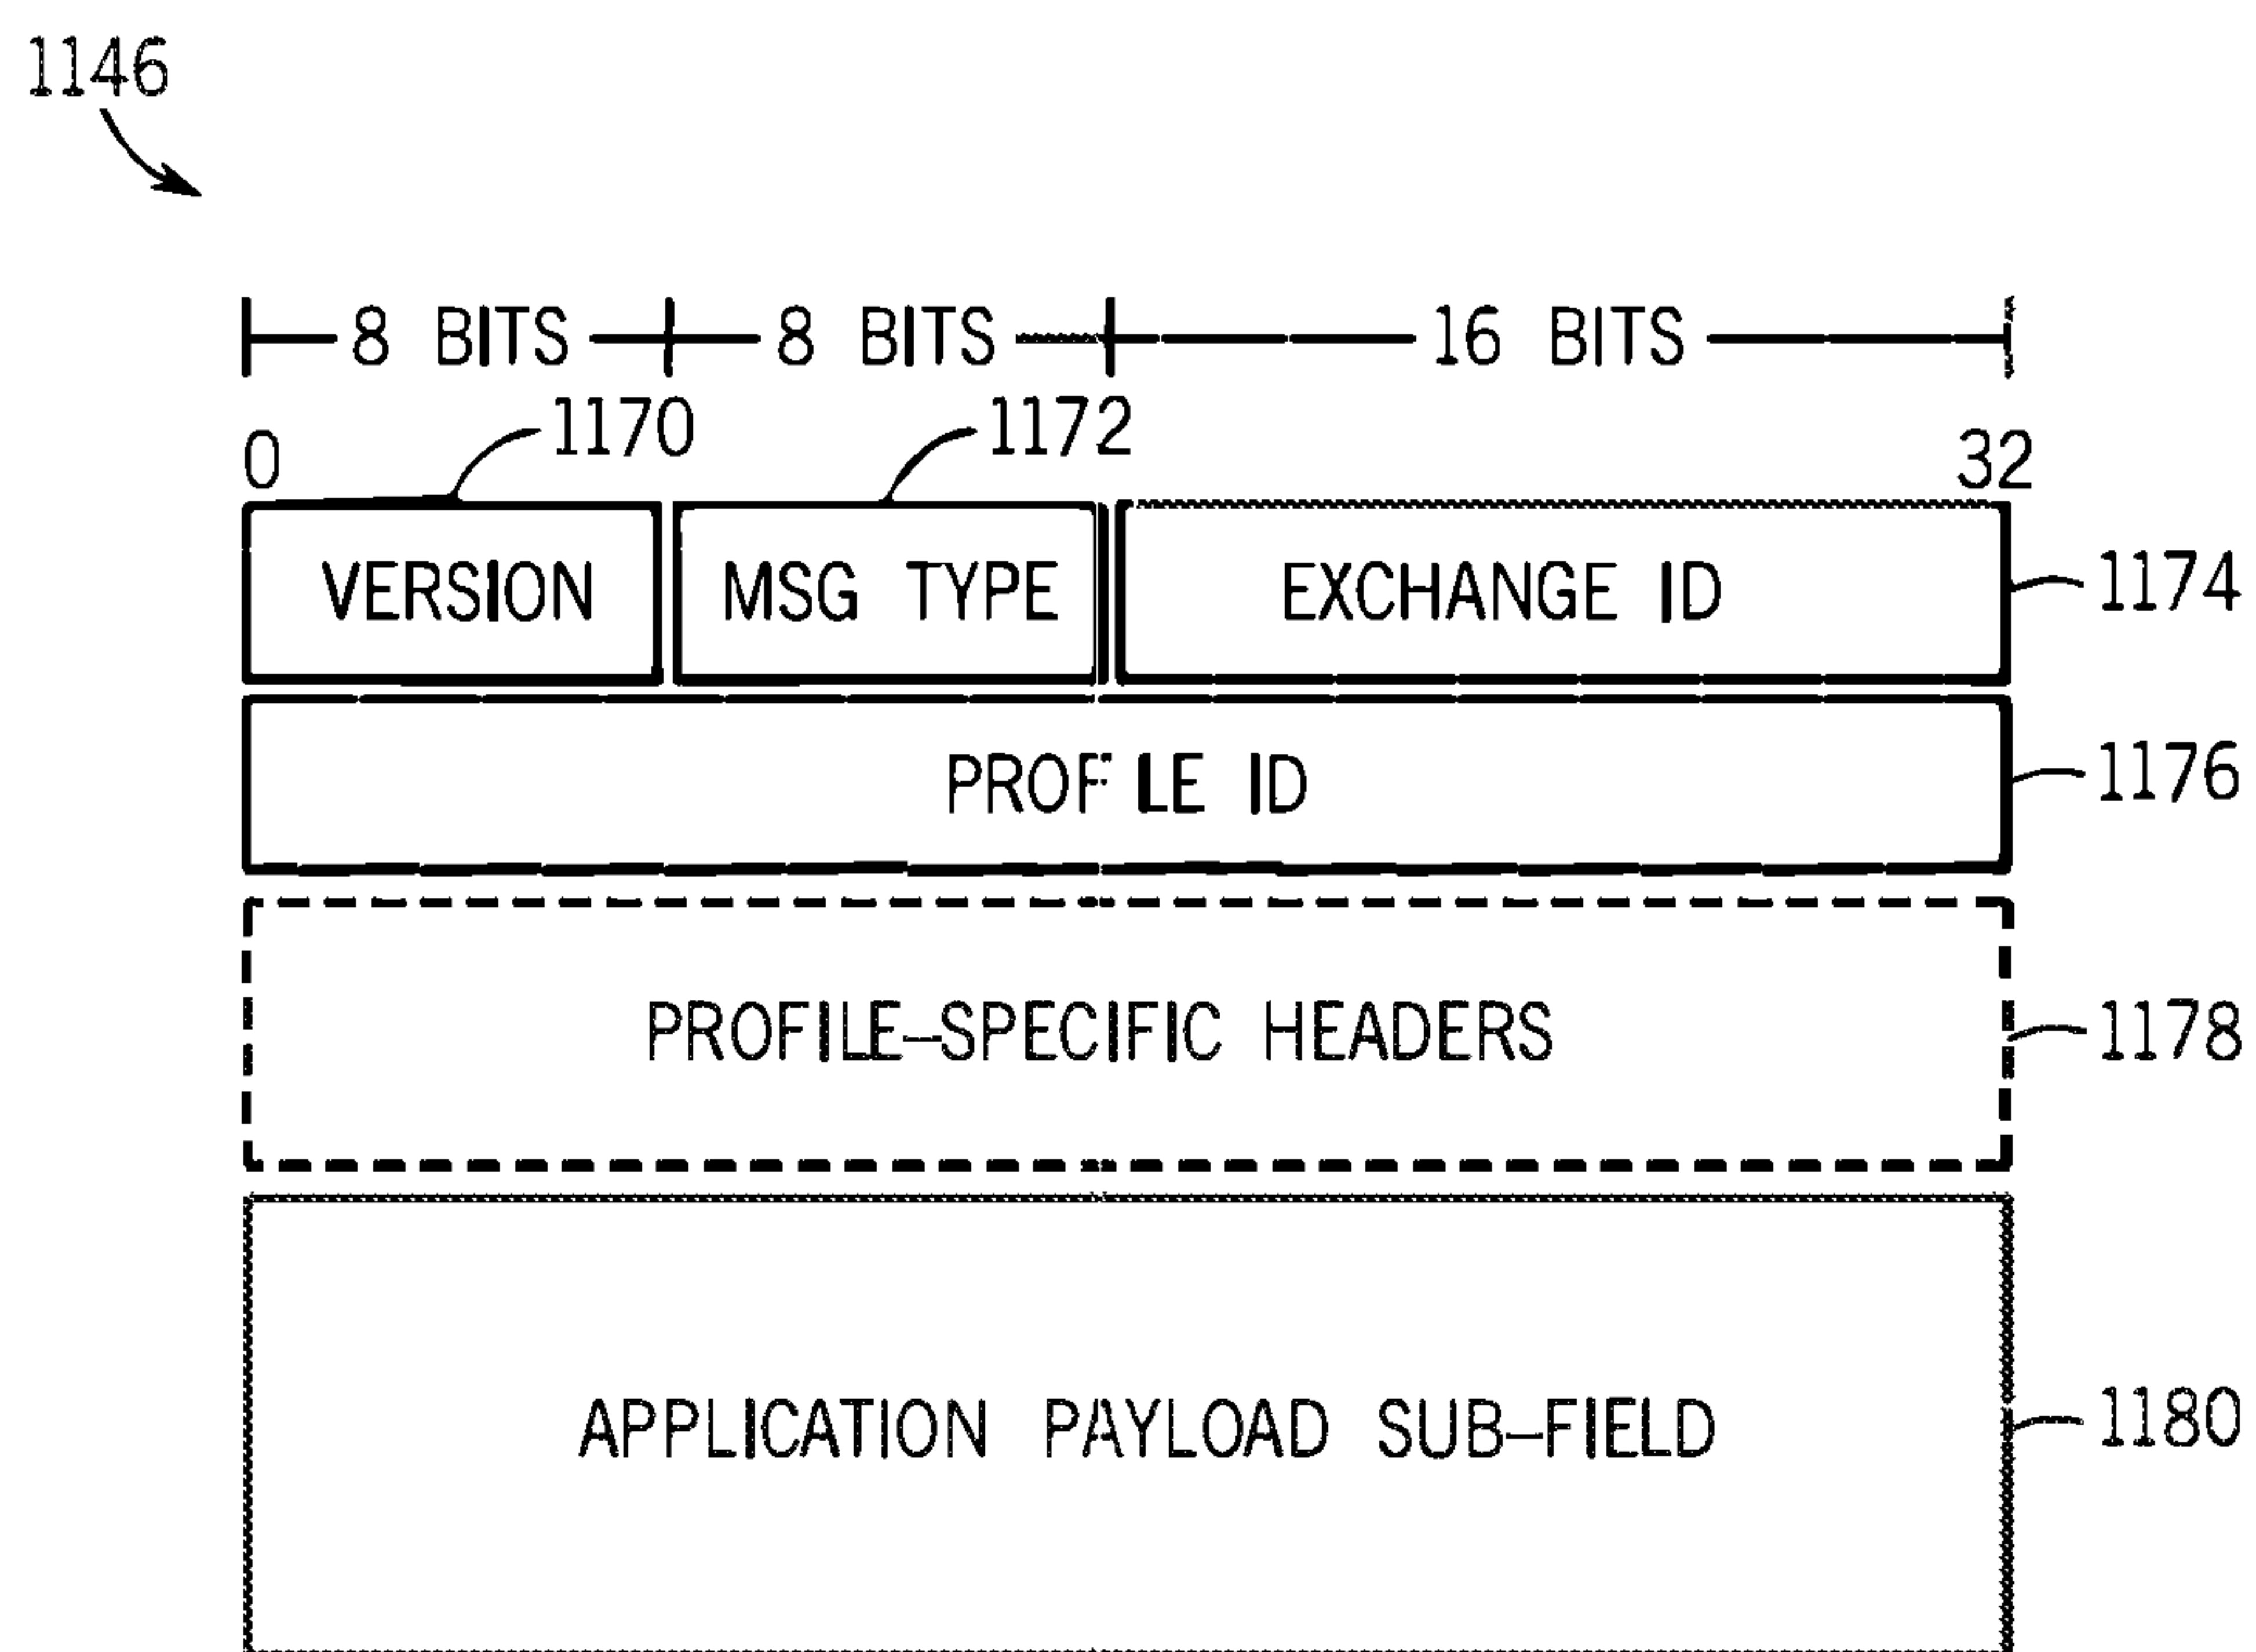 1146
8 BITS 8 BITS 16 BITS
0 1170 1172 32
VERSION MSG TYPE EXCHANGE ID 1174
PROFILE ID 1176
PROFILE-SPECIFIC HEADERS 1178
APPLICATION PAYLOAD SUB-FIELD 1180